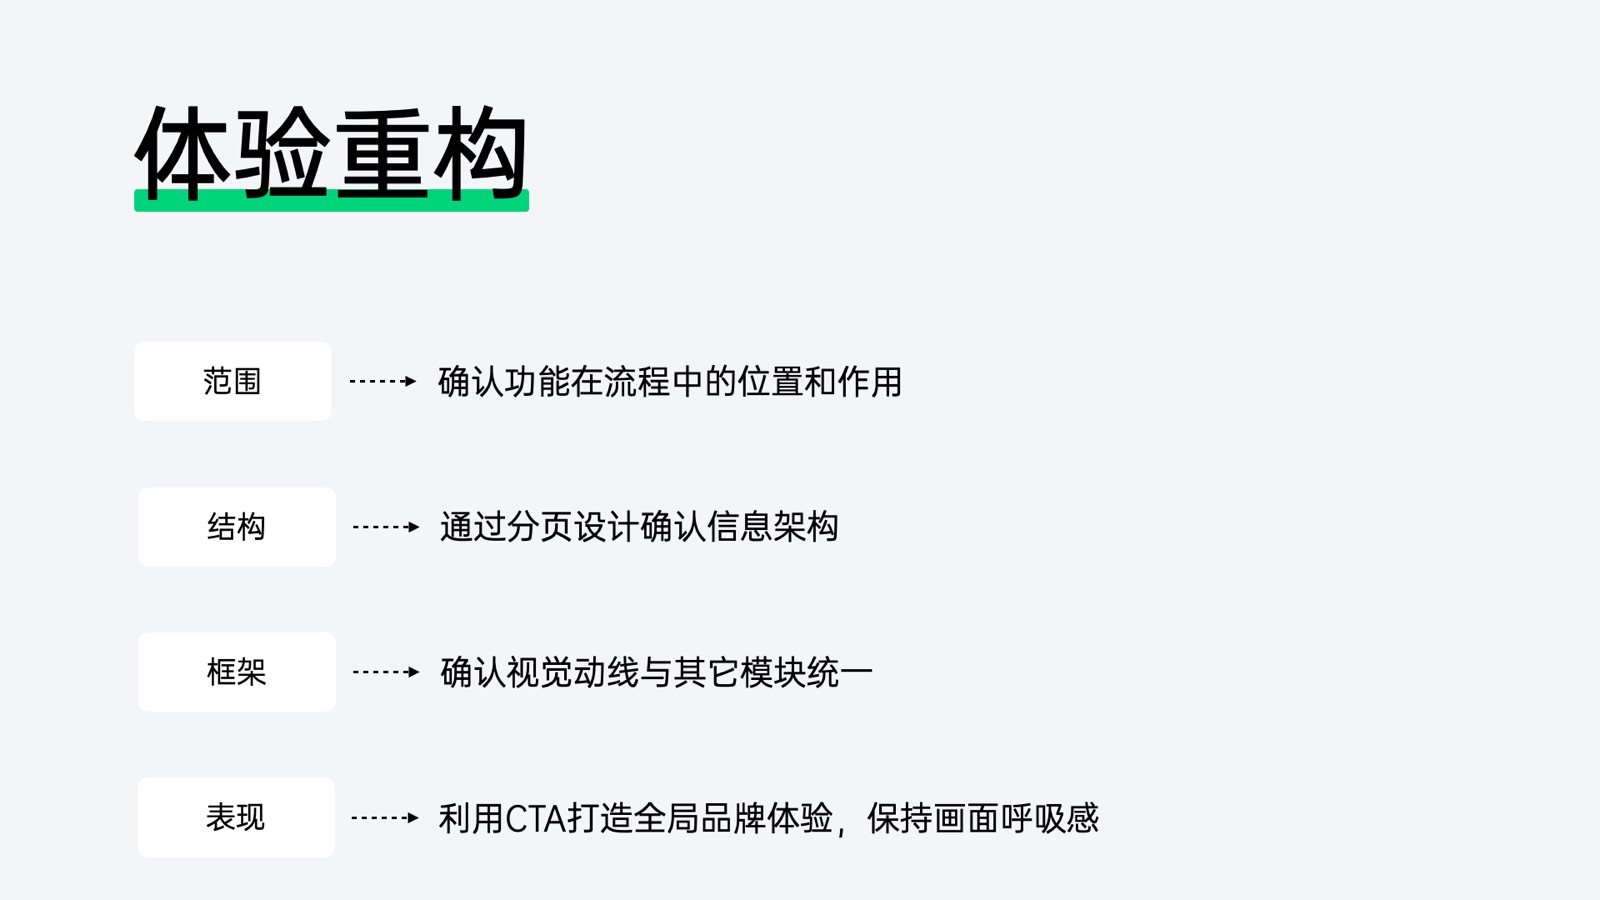 体验重构
范围 确认功能在流程中的位置和作用
结构 通过分页设计确认信息架构
框架 确认视觉动线与其它模块统一
表现 利用CTA打造全局品牌体验，保持画面呼吸感